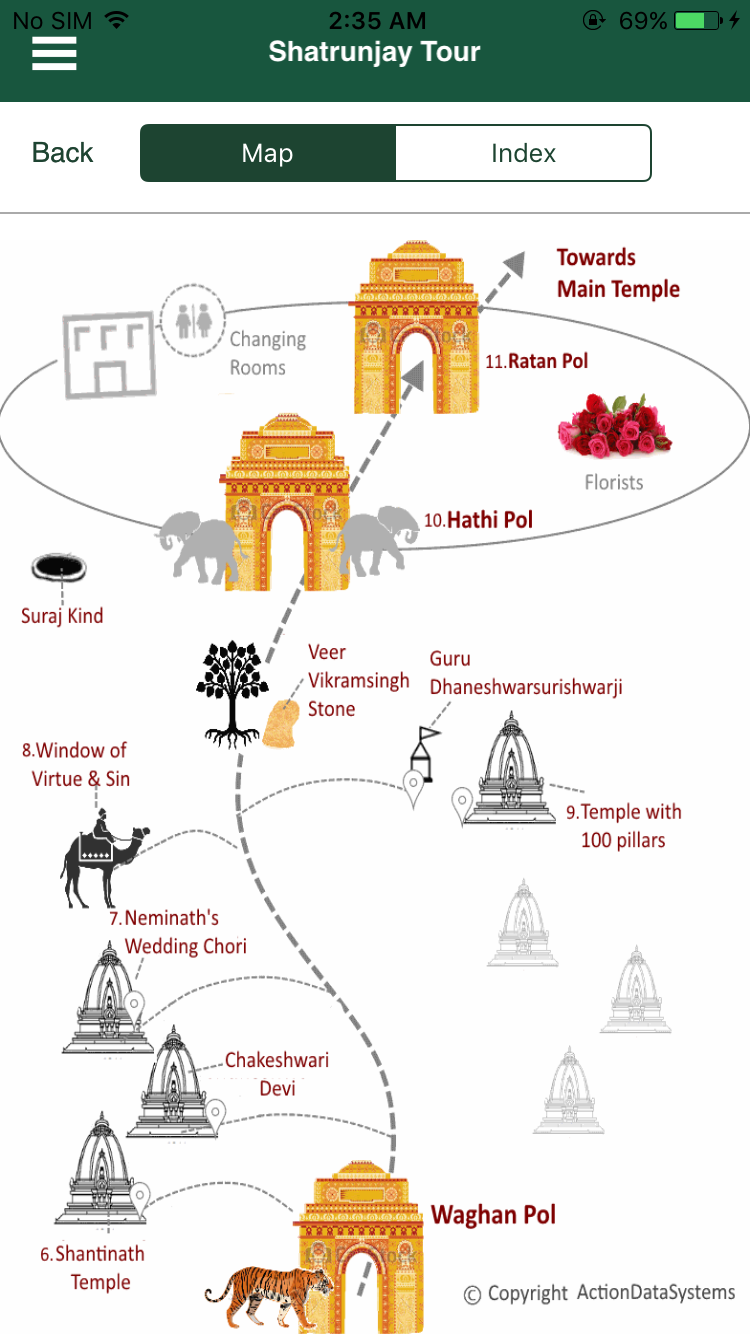 No SIM 2:35 AM 69%
Shatrunjay Tour
Back Map Index
Towards
Main Temple
Changing
Rooms
11.Ratan Pol
Florists
10.Hathi Pol
Suraj Kind
Veer
Vikramsingh
Stone
Guru
Dhaneshwarsurishwarji
8.Window of
Virtue & Sin
9.Temple with
100 pillars
7.Neminath's
Wedding Chori
Chakeshwari
Devi
Waghan Pol
6.Shantinath
Temple
© Copyright ActionDataSystems